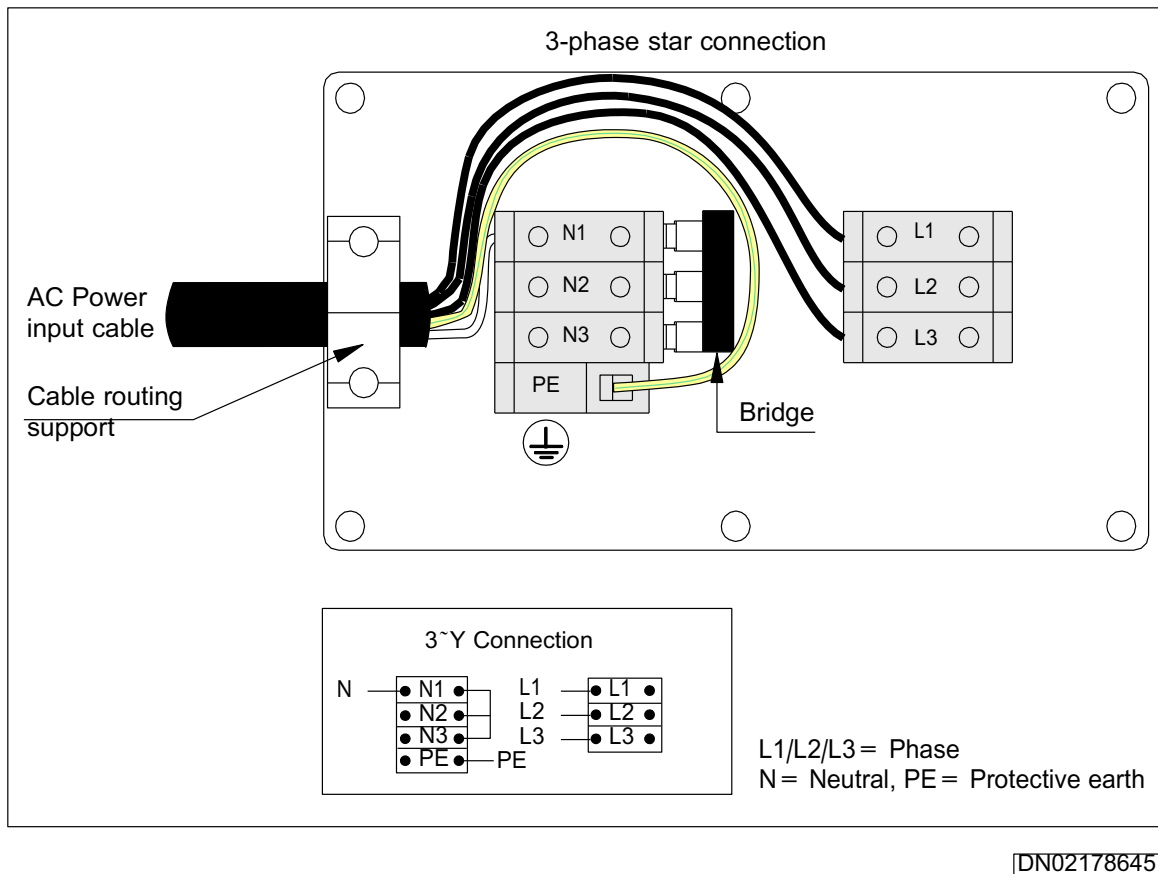 3-phase star connection
AC Power
input cable
Cable routing
support
N1
N2
N3
PE
L1
L2
L3
Bridge
3~Y Connection
N N1 L1 L1
N2 L2 L2
N3 L3 L3
PE PE
L1/L2/L3 = Phase
N = Neutral, PE = Protective earth
DN02178645